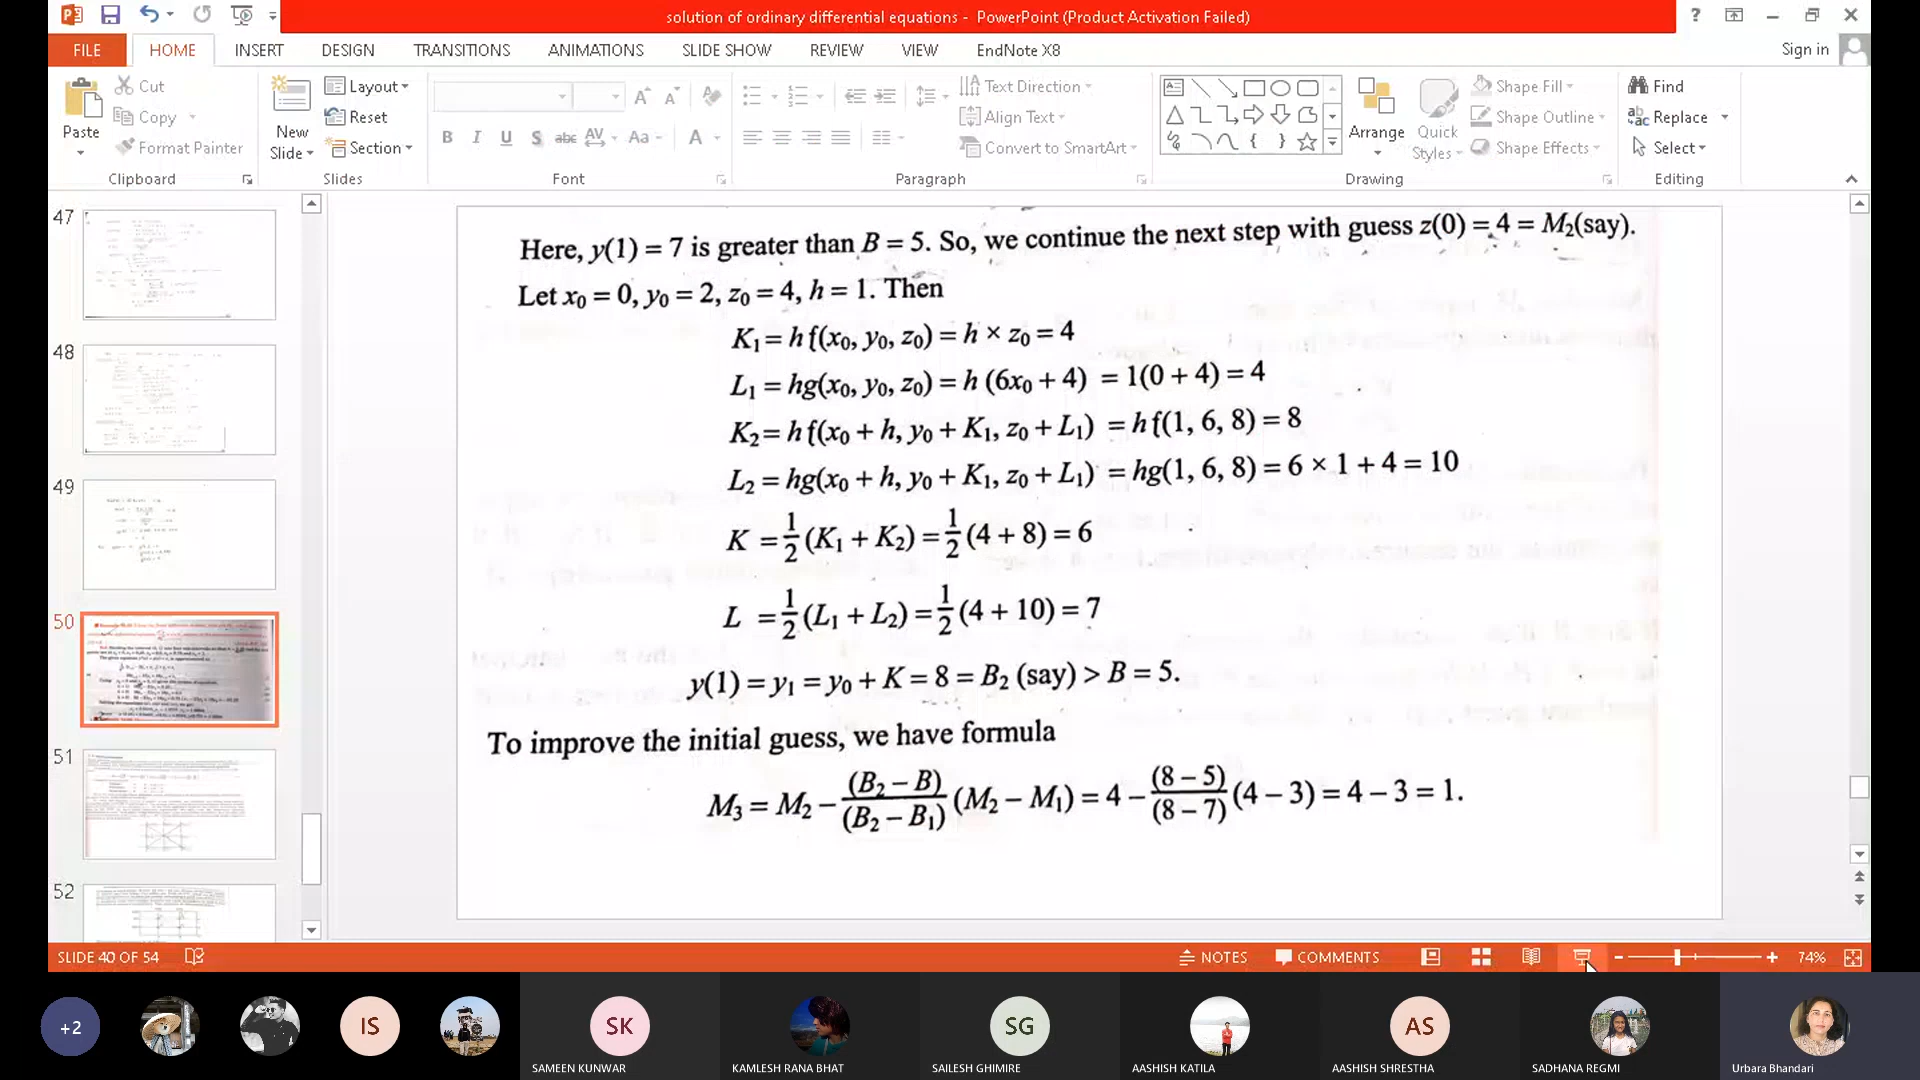 solution of ordinary differential equations - PowerPoint (Product Activation Failed)
?
FILE HOME INSERT DESIGN TRANSITIONS ANIMATIONS SLIDE SHOW REVIEW VIEW EndNote X8 Sign in
Cut
Copy
Format Painter
Paste
Clipboard
New Slide
Layout
Reset
Section
Slides
B I U S abc AV Aa A
Font
Text Direction
Align Text
Convert to SmartArt
Paragraph
Arrange
Quick Styles
Shape Fill
Shape Outline
Shape Effects
Drawing
Find
Replace
Select
Editing
47
48
49
50
51
52
Here, y(1) = 7 is greater than B = 5. So, we continue the next step with guess z(0) = 4 = M₂(say).
Let x₀ = 0, y₀ = 2, z₀ = 4, h = 1. Then
K₁ = h f(x₀, y₀, z₀) = h × z₀ = 4
L₁ = hg(x₀, y₀, z₀) = h (6x₀ + 4) = 1(0 + 4) = 4
K₂ = h f(x₀ + h, y₀ + K₁, z₀ + L₁) = h f(1, 6, 8) = 8
L₂ = hg(x₀ + h, y₀ + K₁, z₀ + L₁) = hg(1, 6, 8) = 6 × 1 + 4 = 10
K = 1/2 (K₁ + K₂) = 1/2 (4 + 8) = 6
L = 1/2 (L₁ + L₂) = 1/2 (4 + 10) = 7
y(1) = y₁ = y₀ + K = 8 = B₂ (say) > B = 5.
To improve the initial guess, we have formula
M₃ = M₂ − (B₂ − B)/(B₂ − B₁) (M₂ − M₁) = 4 − (8 − 5)/(8 − 7) (4 − 3) = 4 − 3 = 1.
SLIDE 40 OF 54 NOTES COMMENTS 74%
+2 IS SK SG AS
SAMEEN KUNWAR KAMLESH RANA BHAT SAILESH GHIMIRE AASHISH KATILA AASHISH SHRESTHA SADHANA REGMI Urbara Bhandari